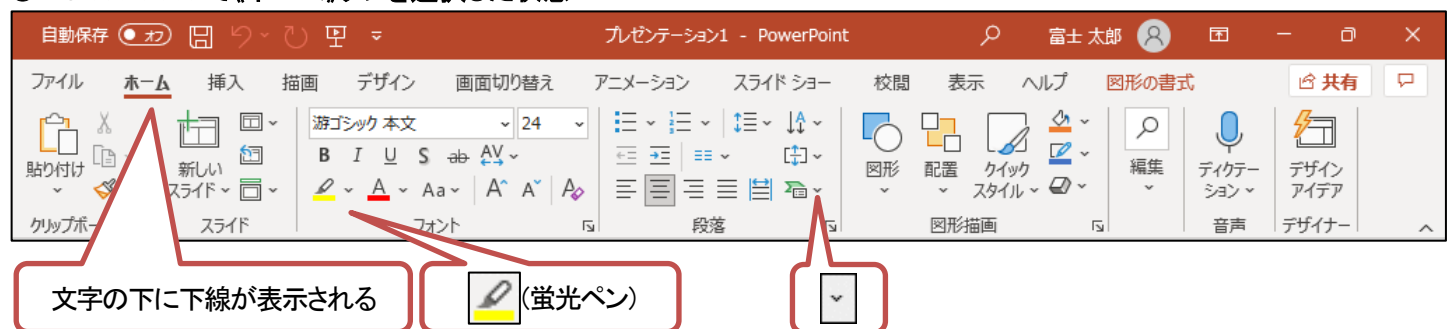 自動保存 オフ プレゼンテーション1 - PowerPoint 富士 太郎
ファイル ホーム 挿入 描画 デザイン 画面切り替え アニメーション スライド ショー 校閲 表示 ヘルプ 図形の書式 共有
游ゴシック 本文 24
B I U S ab AV
Aa A A A
貼り付け 新しい スライド 図形 配置 クイック スタイル 編集 ディクテー ション デザイン アイデア
クリップボー スライド フォント 段落 図形描画 音声 デザイナー
文字の下に下線が表示される (蛍光ペン)